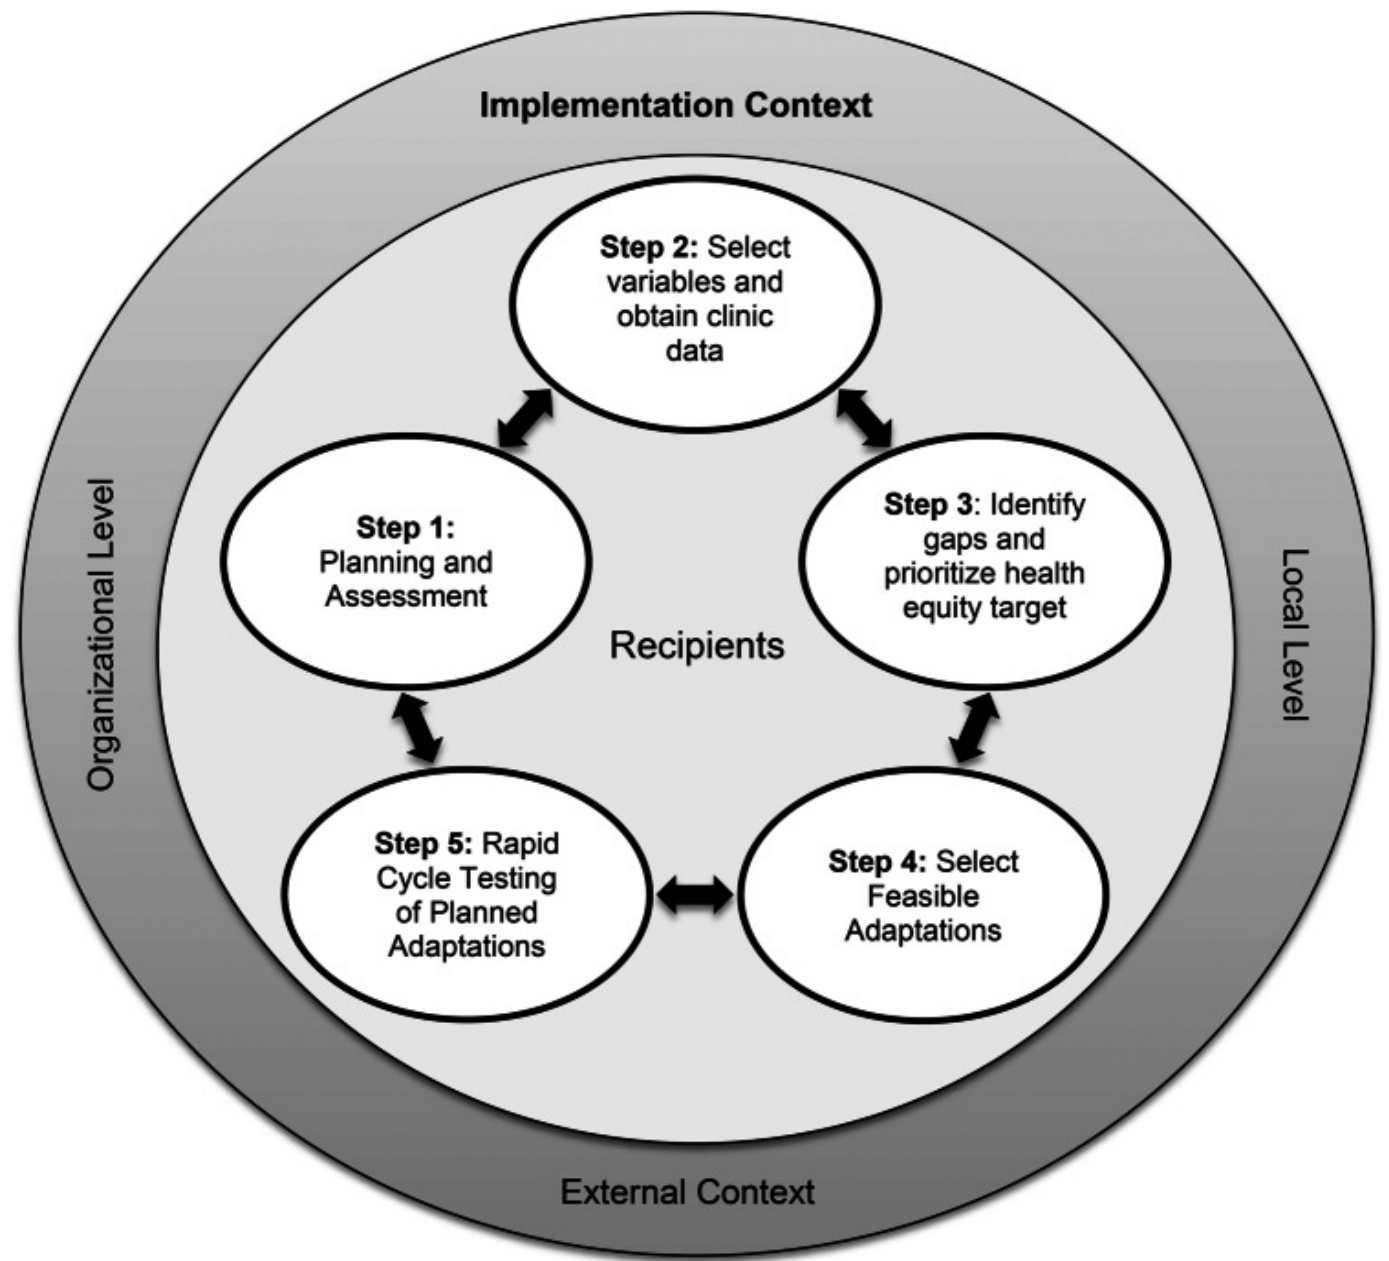 Implementation Context
Step 2: Select
variables and
obtain clinic
data
Step 1:
Planning and
Assessment
Step 3: Identify
gaps and
prioritize health
equity target
Organizational Level
Recipients
Local Level
Step 5: Rapid
Cycle Testing
of Planned
Adaptations
Step 4: Select
Feasible
Adaptations
External Context